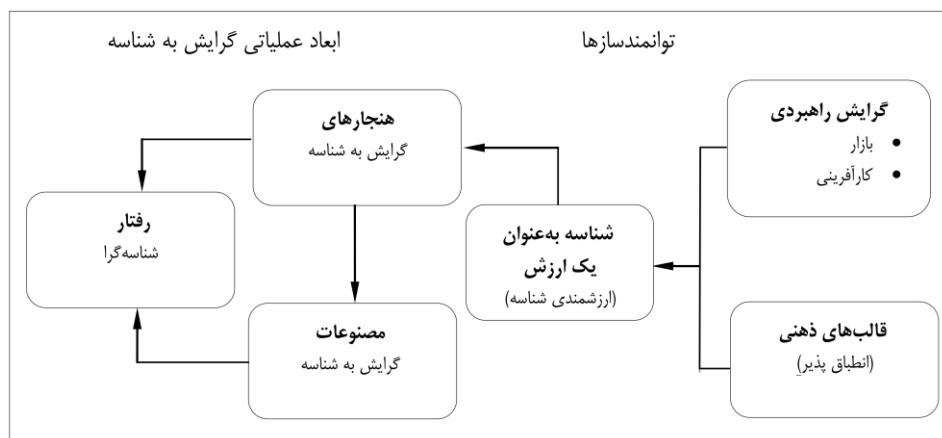 توانمندسازها
ابعاد عملیاتی گرایش به شناسه
گرایش راهبردی
• بازار
• کارآفرینی
قالب‌های ذهنی
(انطباق پذیر)
شناسه به‌عنوان
یک ارزش
(ارزشمندی شناسه)
هنجارهای
گرایش به شناسه
مصنوعات
گرایش به شناسه
رفتار
شناسه‌گرا